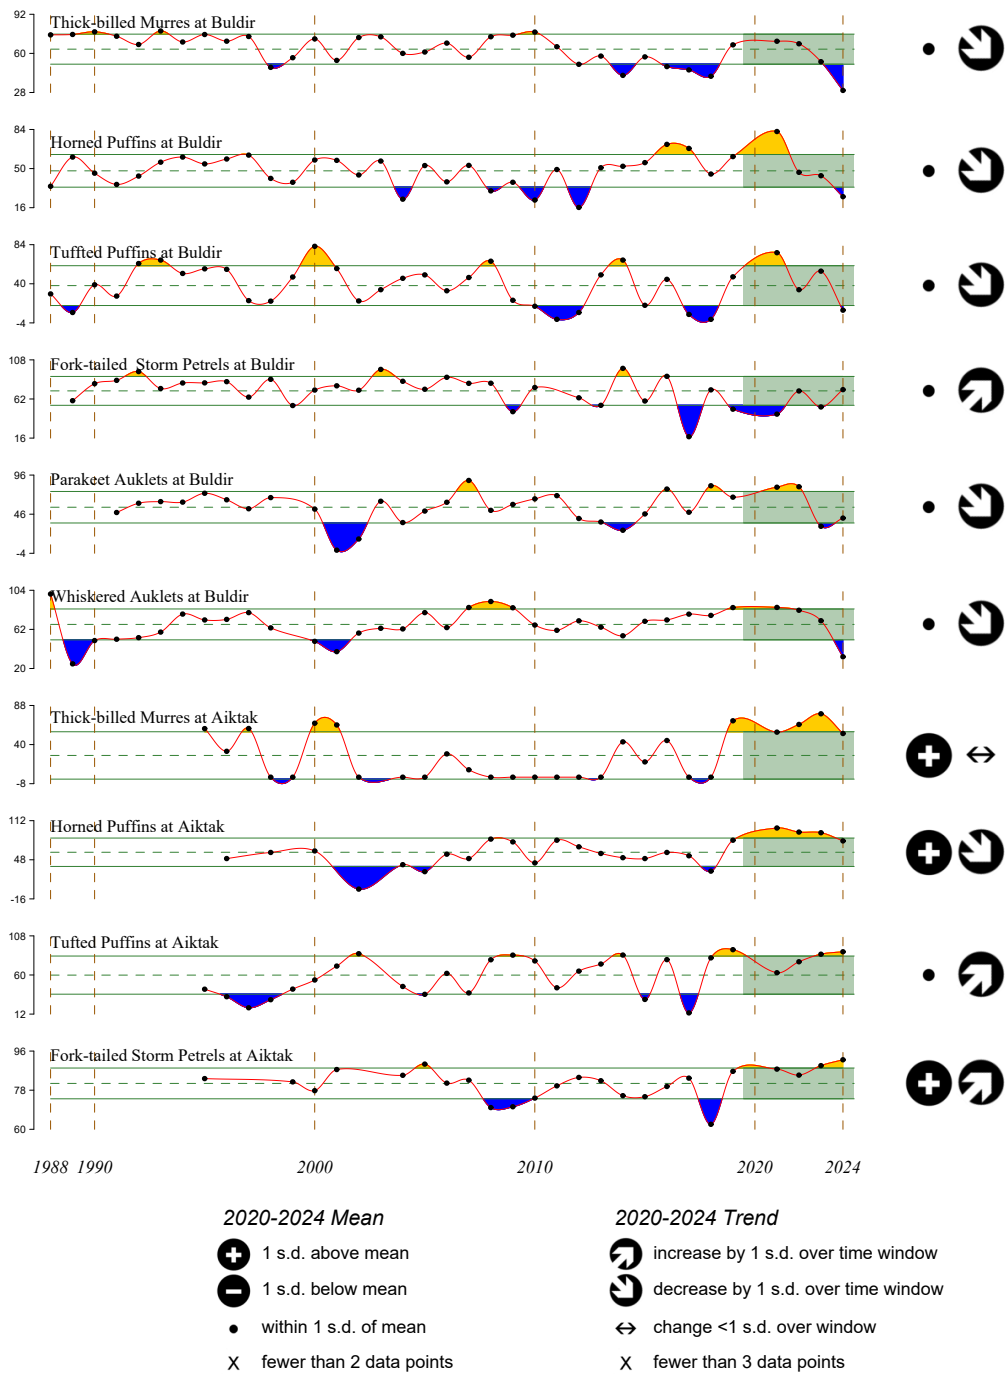 92
Thick-billed Murres at Buldir
60
28
84
Horned Puffins at Buldir
50
16
84
Tuffted Puffins at Buldir
40
-4
108
Fork-tailed Storm Petrels at Buldir
62
16
96
Parakeet Auklets at Buldir
46
-4
104
Whiskered Auklets at Buldir
62
20
88
Thick-billed Murres at Aiktak
40
-8
112
Horned Puffins at Aiktak
48
-16
108
Tufted Puffins at Aiktak
60
12
96
Fork-tailed Storm Petrels at Aiktak
78
60
1988 1990 2000 2010 2020 2024
2020-2024 Mean 2020-2024 Trend
1 s.d. above mean increase by 1 s.d. over time window
1 s.d. below mean decrease by 1 s.d. over time window
within 1 s.d. of mean change <1 s.d. over window
X fewer than 2 data points X fewer than 3 data points